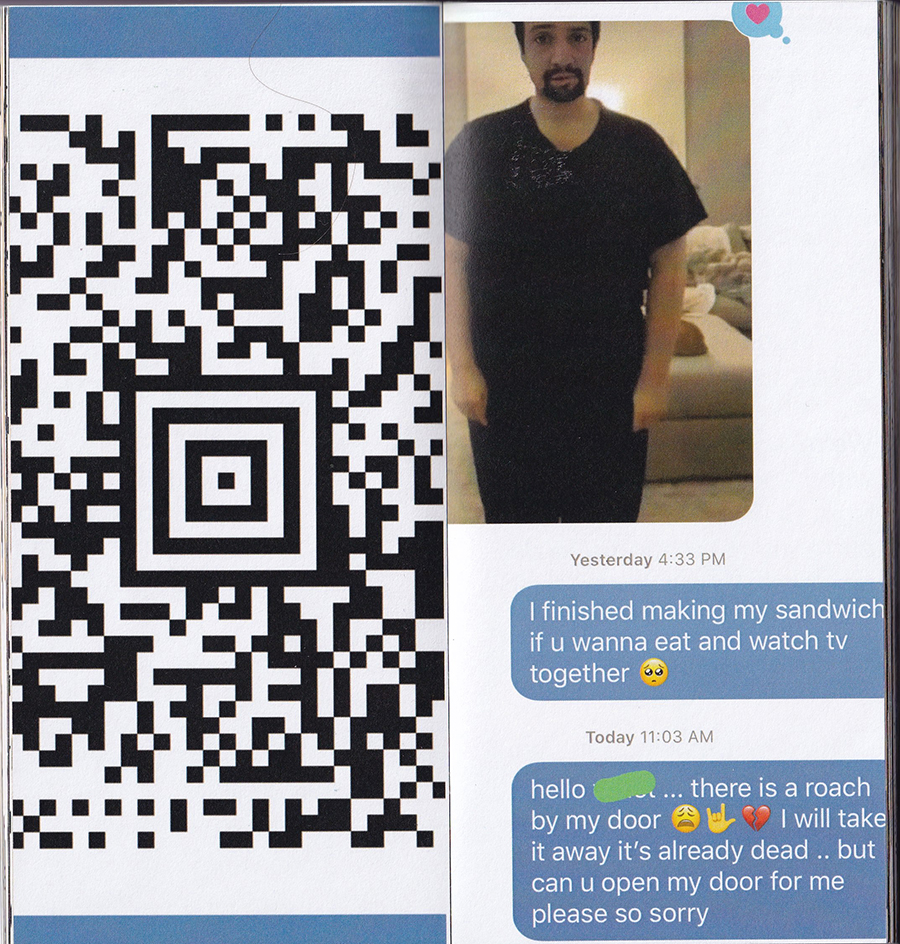 Yesterday 4:33 PM
I finished making my sandwich
if u wanna eat and watch tv
together 🥺
Today 11:03 AM
hello ... there is a roach
by my door 😩🤟💔 I will take
it away it's already dead .. but
can u open my door for me
please so sorry